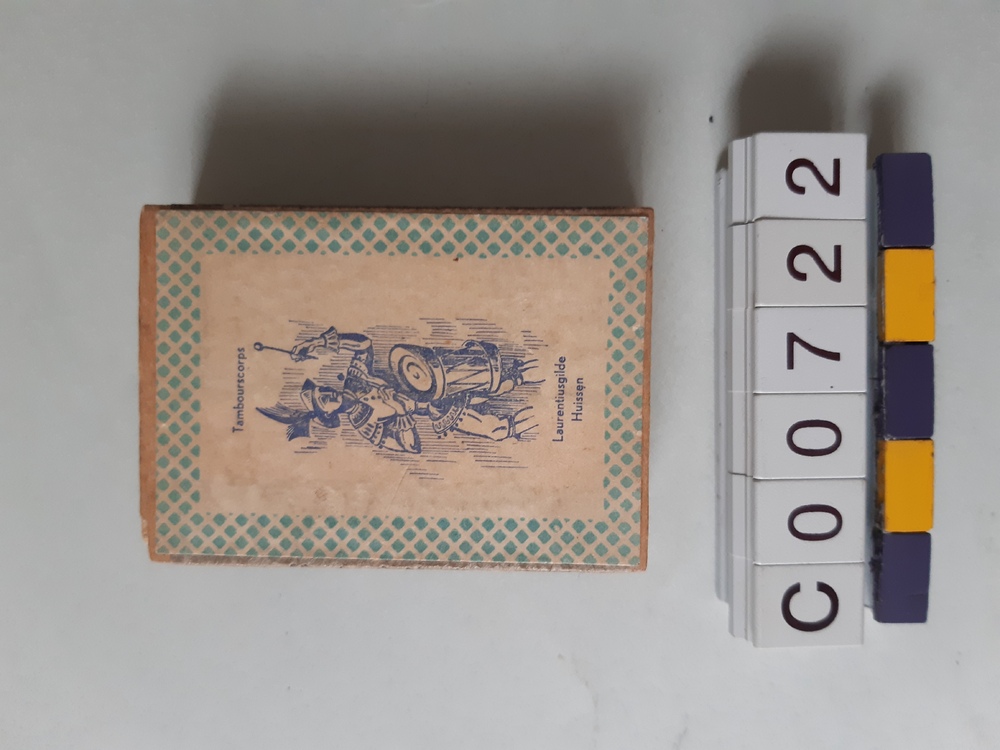 Tambourscorps
Laurentiusgilde
Huissen
C00722